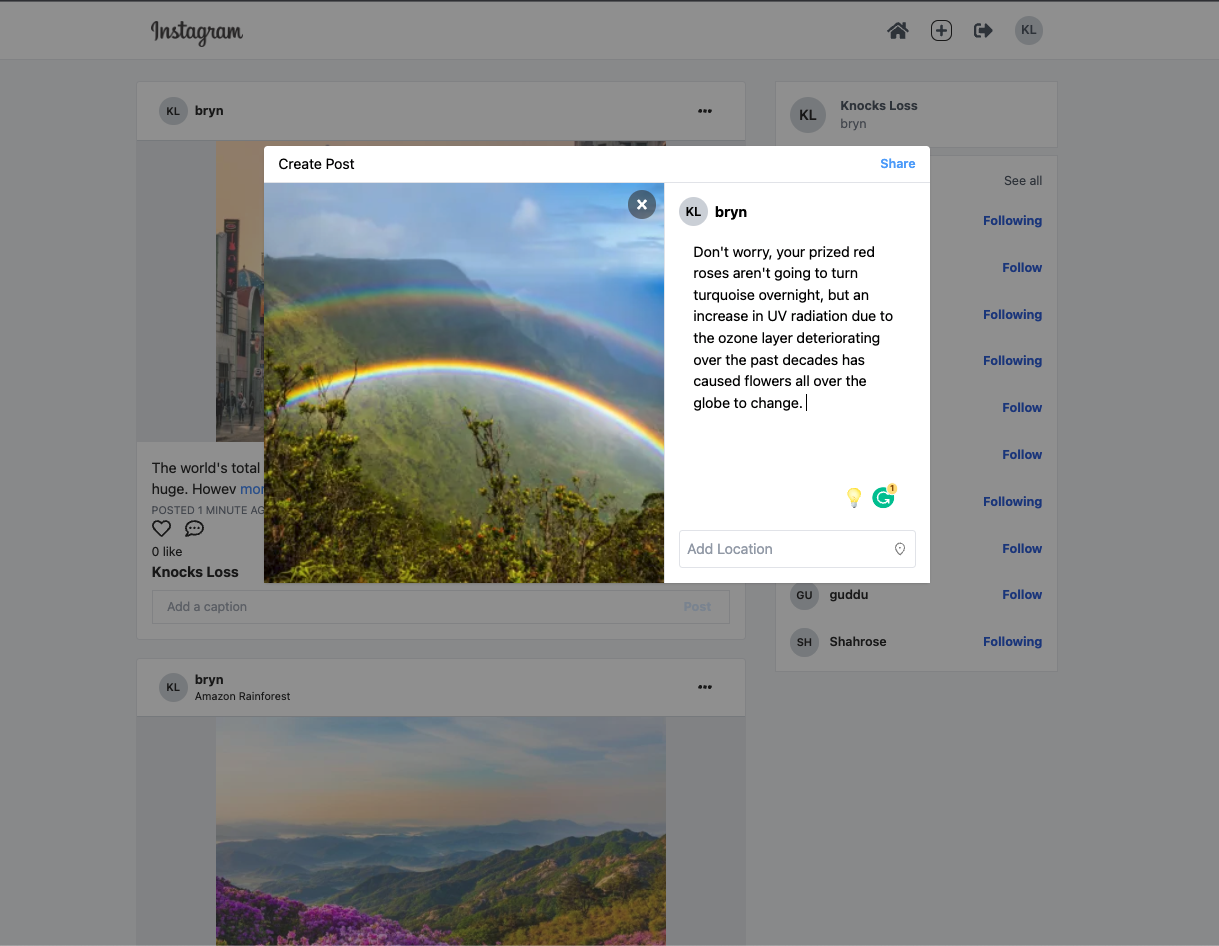 Instagram
KL
KL
bryn
KL
Knocks Loss
bryn
Create Post
Share
See all
KL
bryn
Don't worry, your prized red
roses aren't going to turn
turquoise overnight, but an
increase in UV radiation due to
the ozone layer deteriorating
over the past decades has
caused flowers all over the
globe to change.
1
Add Location
Following
Follow
Following
Following
Follow
Follow
Following
Follow
GU
guddu
Follow
SH
Shahrose
Following
The world's total
huge. Howev mor
POSTED 1 MINUTE AG
0 like
Knocks Loss
Add a caption
Post
KL
bryn
Amazon Rainforest